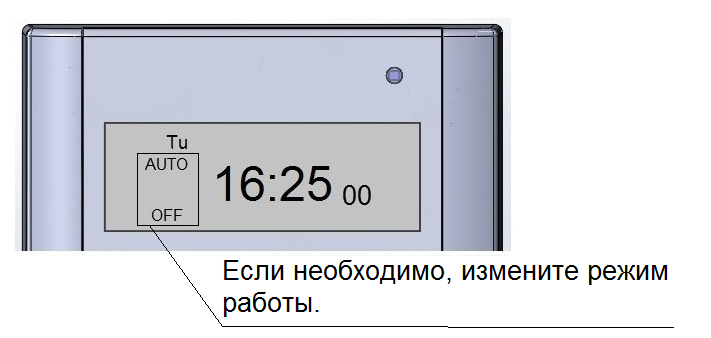 Tu
AUTO
16:25 00
OFF
Если необходимо, измените режим
работы.